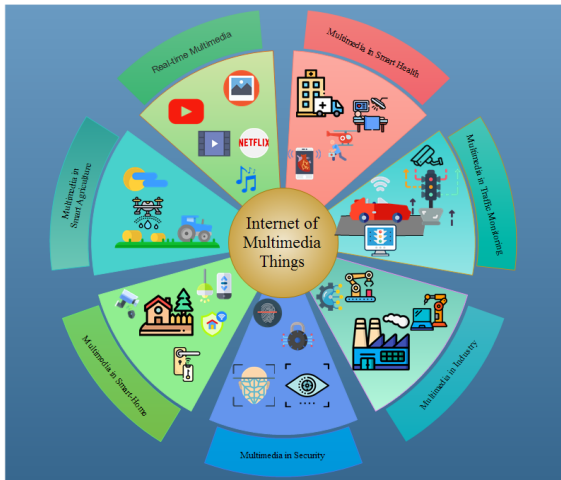 Internet of
Multimedia
Things
Real-time Multimedia
NETFLIX
Multimedia in Smart Health
Multimedia in
Traffic Monitoring
Multimedia in Industry
Multimedia in Security
Multimedia in Smart-Home
Multimedia in
Smart Agriculture